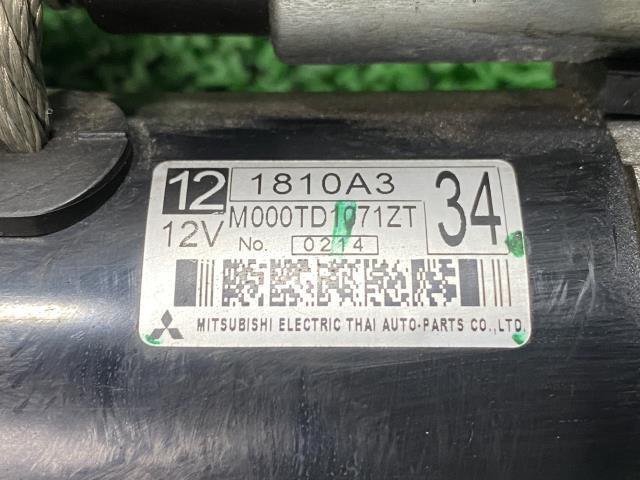 12 1810A3 34
12V M000TD1071ZT
No. 0214
MITSUBISHI ELECTRIC THAI AUTO-PARTS CO.,LTD.